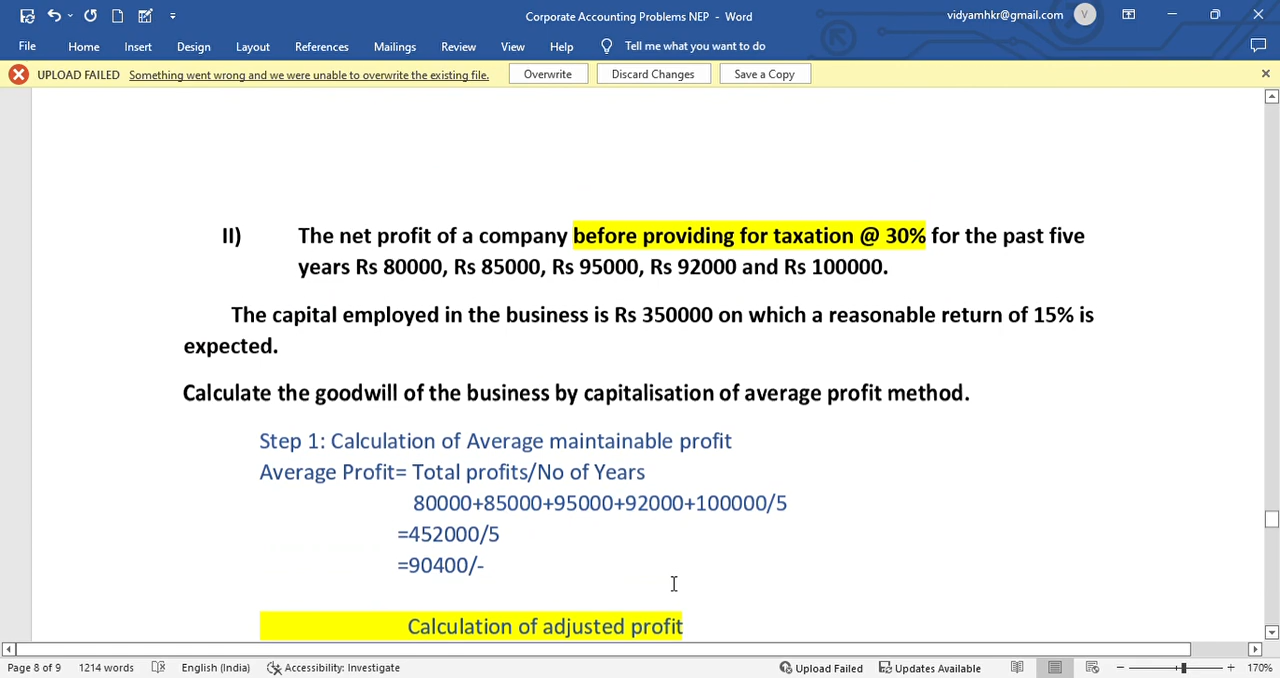 Corporate Accounting Problems NEP - Word
vidyamhkr@gmail.com V
File Home Insert Design Layout References Mailings Review View Help Tell me what you want to do
UPLOAD FAILED Something went wrong and we were unable to overwrite the existing file. Overwrite Discard Changes Save a Copy
II) The net profit of a company before providing for taxation @ 30% for the past five
years Rs 80000, Rs 85000, Rs 95000, Rs 92000 and Rs 100000.
The capital employed in the business is Rs 350000 on which a reasonable return of 15% is
expected.
Calculate the goodwill of the business by capitalisation of average profit method.
Step 1: Calculation of Average maintainable profit
Average Profit= Total profits/No of Years
80000+85000+95000+92000+100000/5
=452000/5
=90400/-
Calculation of adjusted profit
Page 8 of 9 1214 words English (India) Accessibility: Investigate Upload Failed Updates Available 170%